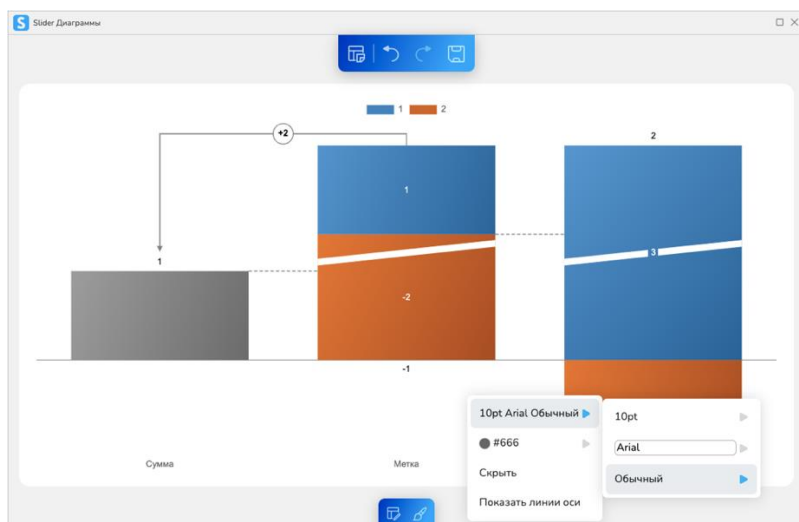 S Slider Диаграммы
1 2
+2
2
1
1
3
-2
-1
Сумма
Метка
10pt Arial Обычный
#666
Скрыть
Показать линии оси
10pt
Arial
Обычный